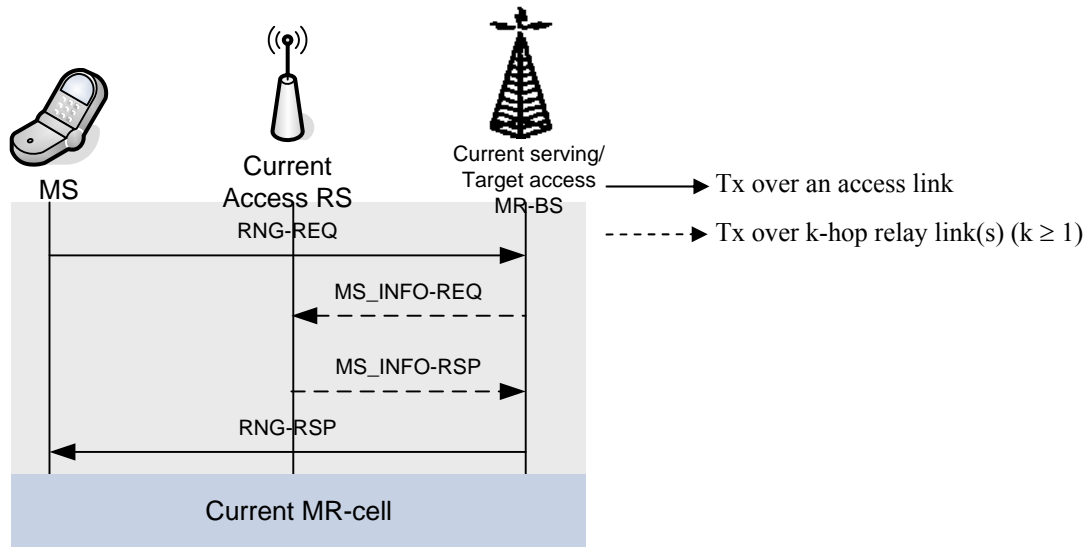 MS
Current
Access RS
Current serving/
Target access
MR-BS
Tx over an access link
Tx over k-hop relay link(s) (k ≥ 1)
RNG-REQ
MS_INFO-REQ
MS_INFO-RSP
RNG-RSP
Current MR-cell